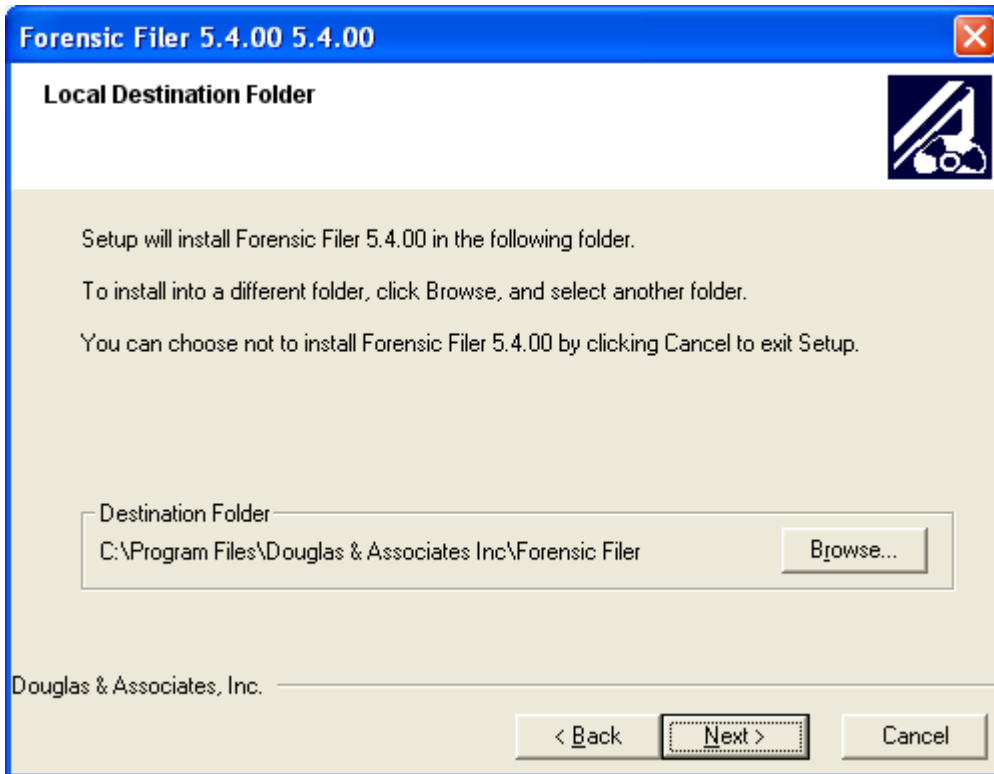 Forensic Filer 5.4.00 5.4.00
Local Destination Folder
Setup will install Forensic Filer 5.4.00 in the following folder.
To install into a different folder, click Browse, and select another folder.
You can choose not to install Forensic Filer 5.4.00 by clicking Cancel to exit Setup.
Destination Folder
C:\Program Files\Douglas & Associates Inc\Forensic Filer
Browse...
Douglas & Associates, Inc.
< Back
Next >
Cancel